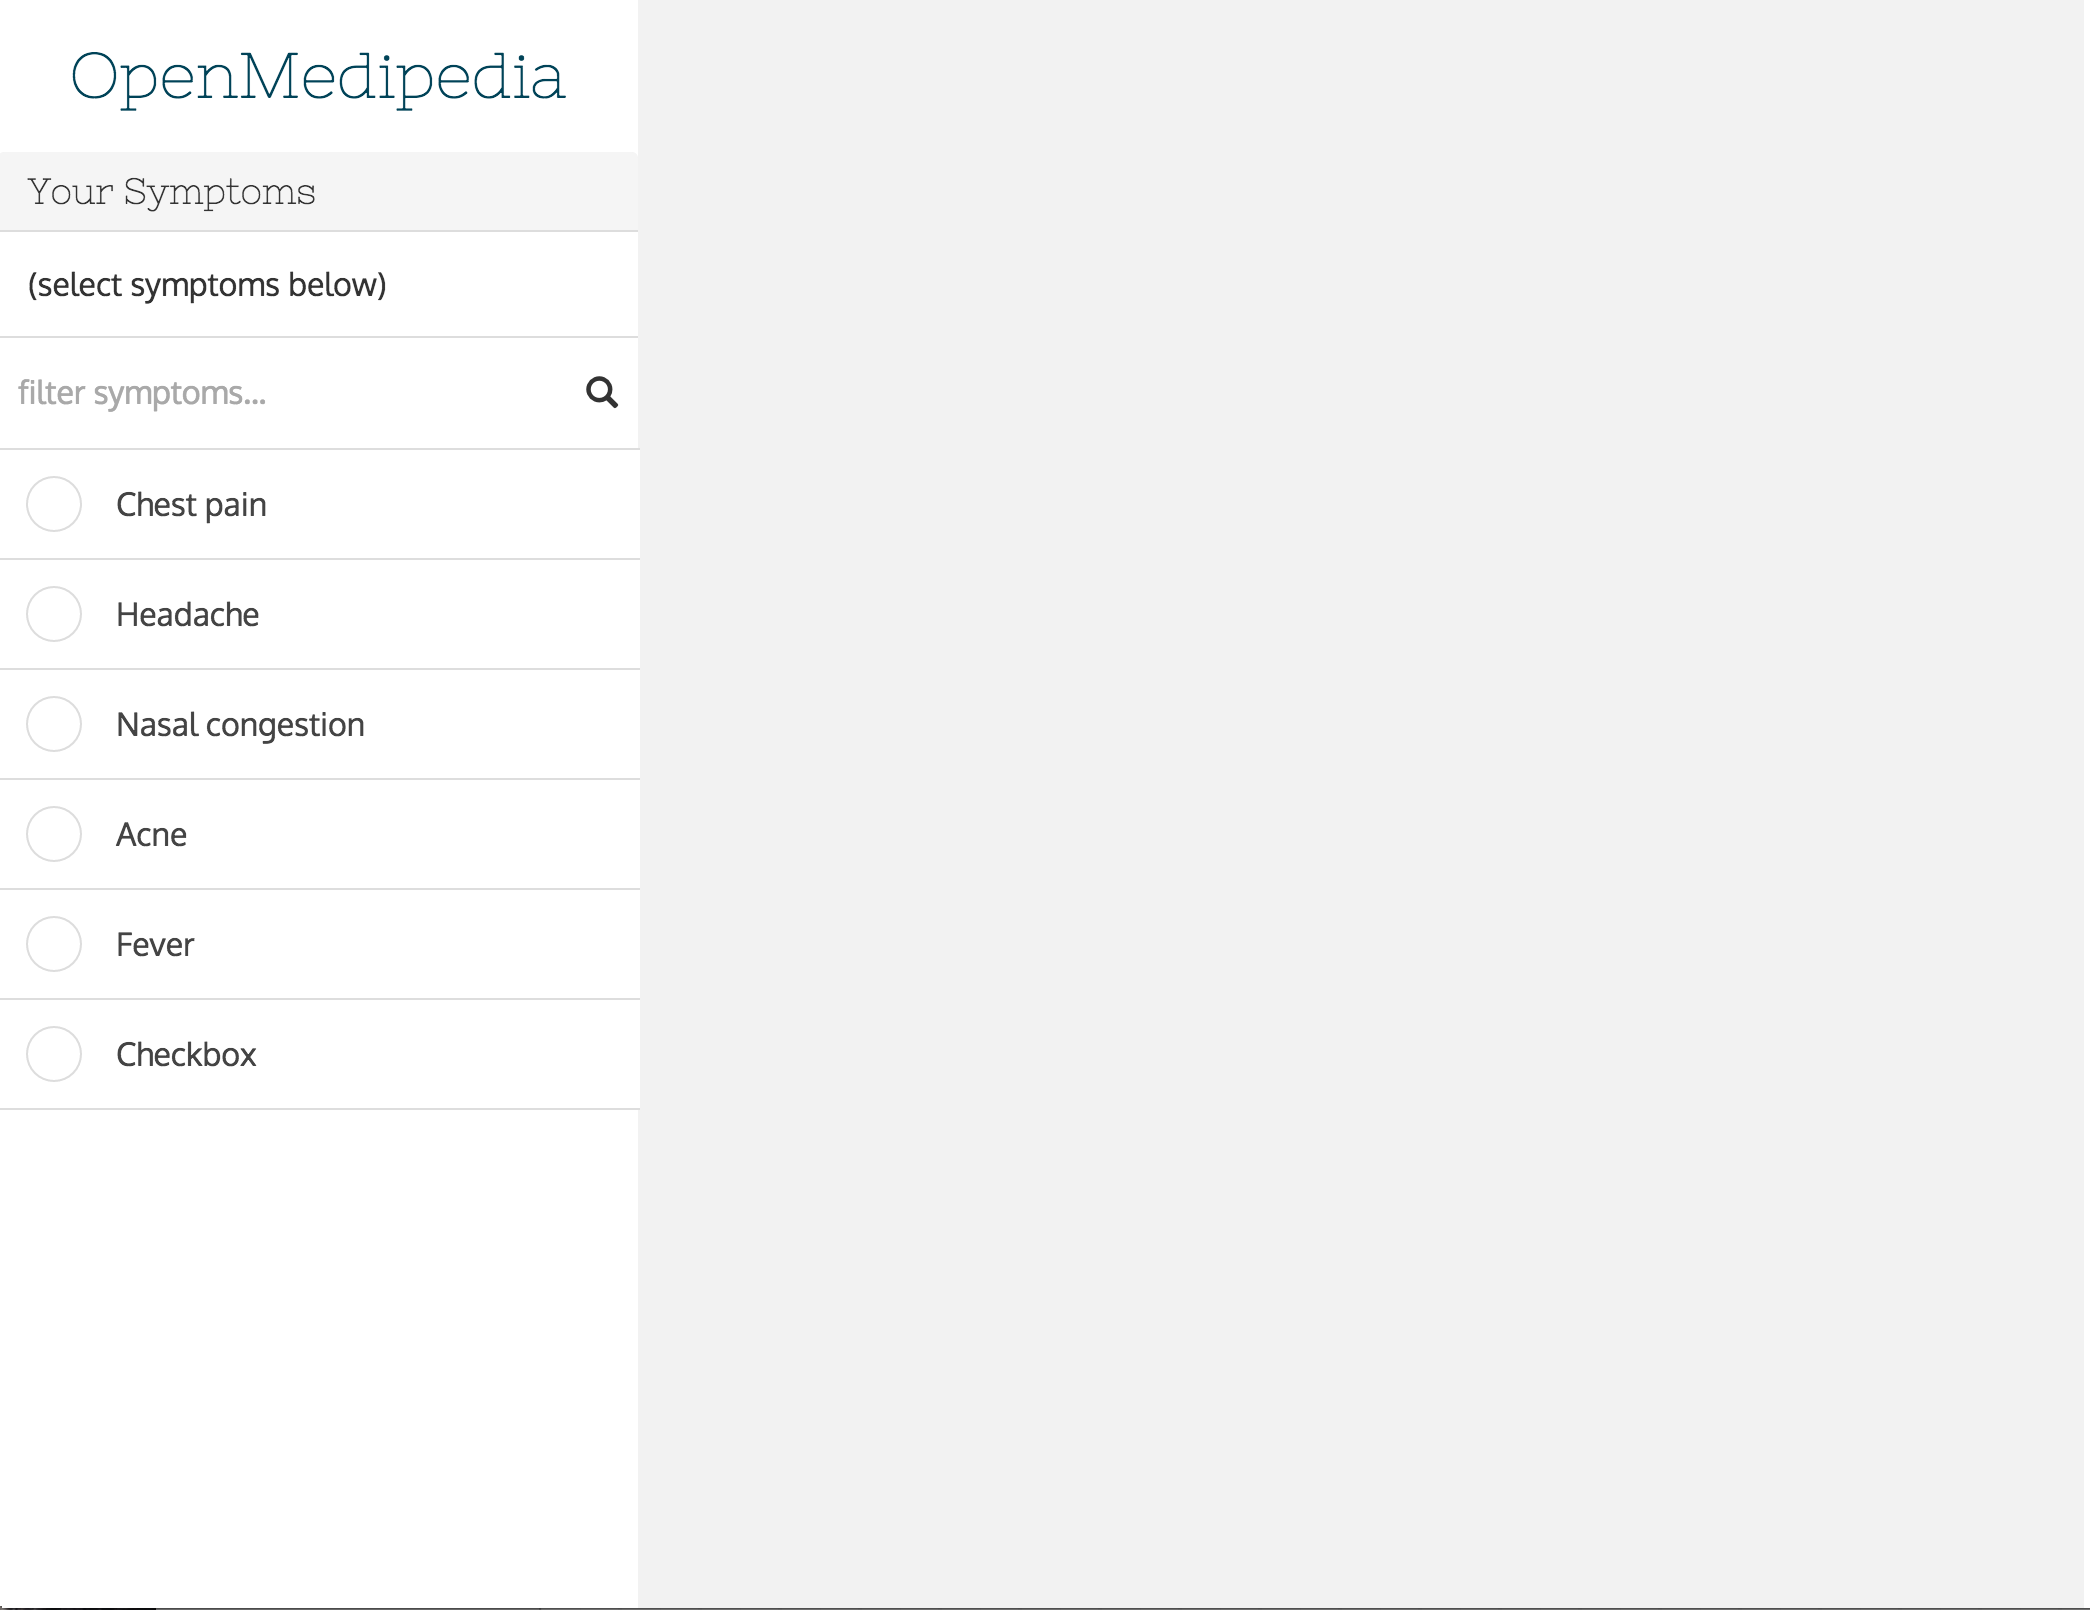 OpenMedipedia
Your Symptoms
(select symptoms below)
filter symptoms...
Chest pain
Headache
Nasal congestion
Acne
Fever
Checkbox